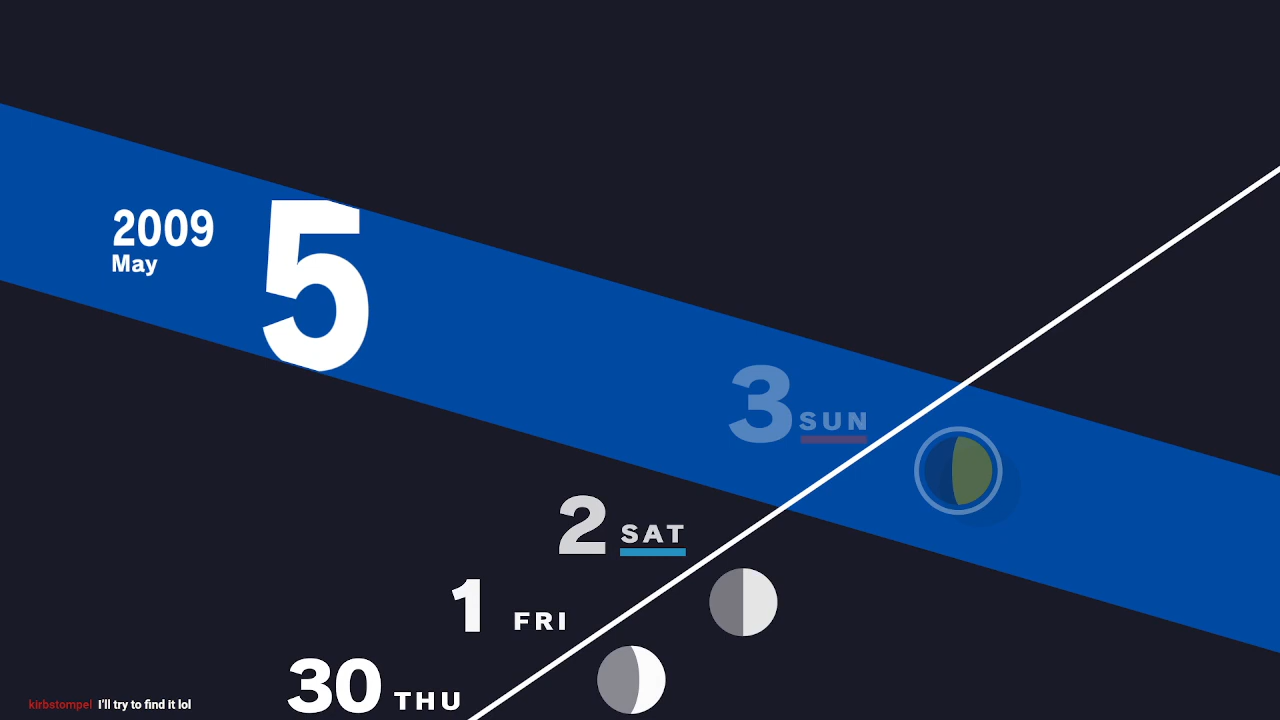 2009
May
5
3 SUN
2 SAT
1 FRI
30 THU
kirbstompel I'll try to find it lol